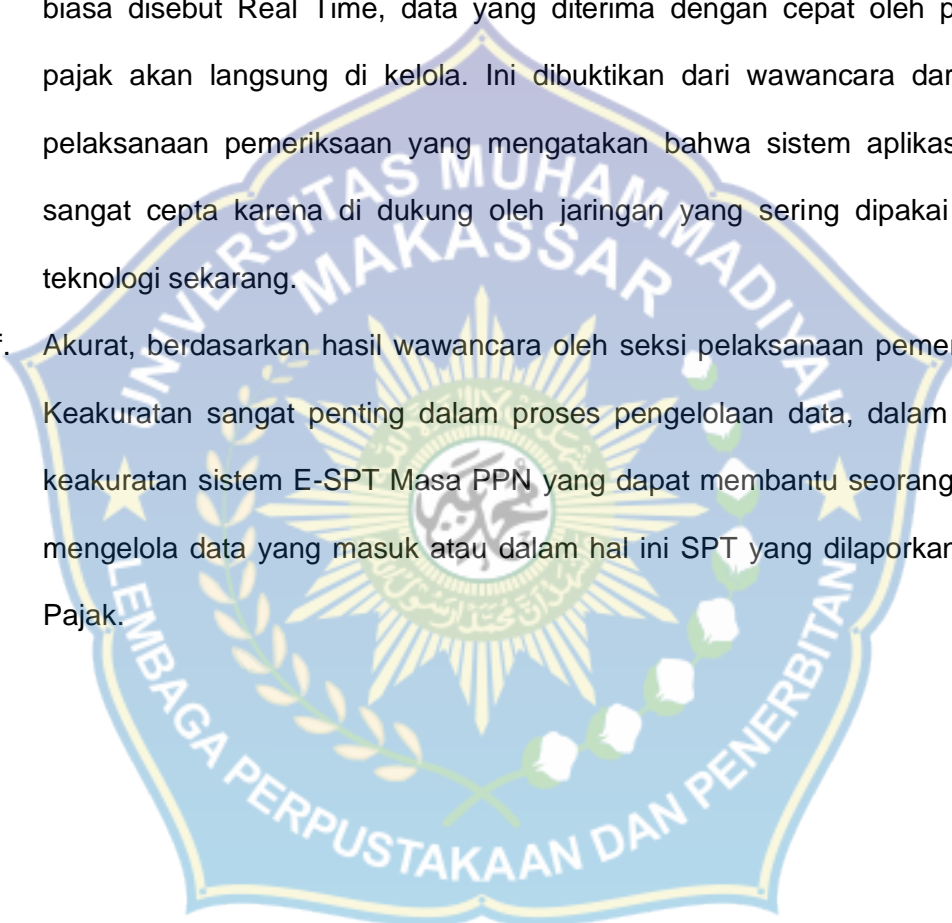 biasa disebut Real Time, data yang diterima dengan cepat oleh p
pajak akan langsung di kelola. Ini dibuktikan dari wawancara dar
pelaksanaan pemeriksaan yang mengatakan bahwa sistem aplikas
sangat cepta karena di dukung oleh jaringan yang sering dipakai
teknologi sekarang.
f. Akurat, berdasarkan hasil wawancara oleh seksi pelaksanaan pemer
Keakuratan sangat penting dalam proses pengelolaan data, dalam
keakuratan sistem E-SPT Masa PPN yang dapat membantu seorang
mengelola data yang masuk atau dalam hal ini SPT yang dilaporkan
Pajak.
UNIVERSITAS MUHAMMADIYAH
MAKASSAR
LEMBAGA PERPUSTAKAAN DAN PENERBITAN